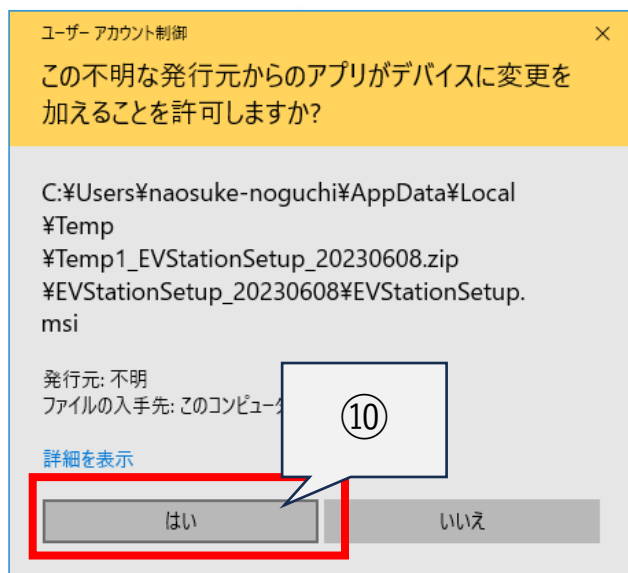 ユーザー アカウント制御
×
この不明な発行元からのアプリがデバイスに変更を
加えることを許可しますか?
C:¥Users¥naosuke-noguchi¥AppData¥Local
¥Temp
¥Temp1_EVStationSetup_20230608.zip
¥EVStationSetup_20230608¥EVStationSetup.
msi
発行元: 不明
ファイルの入手先: このコンピュータ
⑩
詳細を表示
はい
いいえ